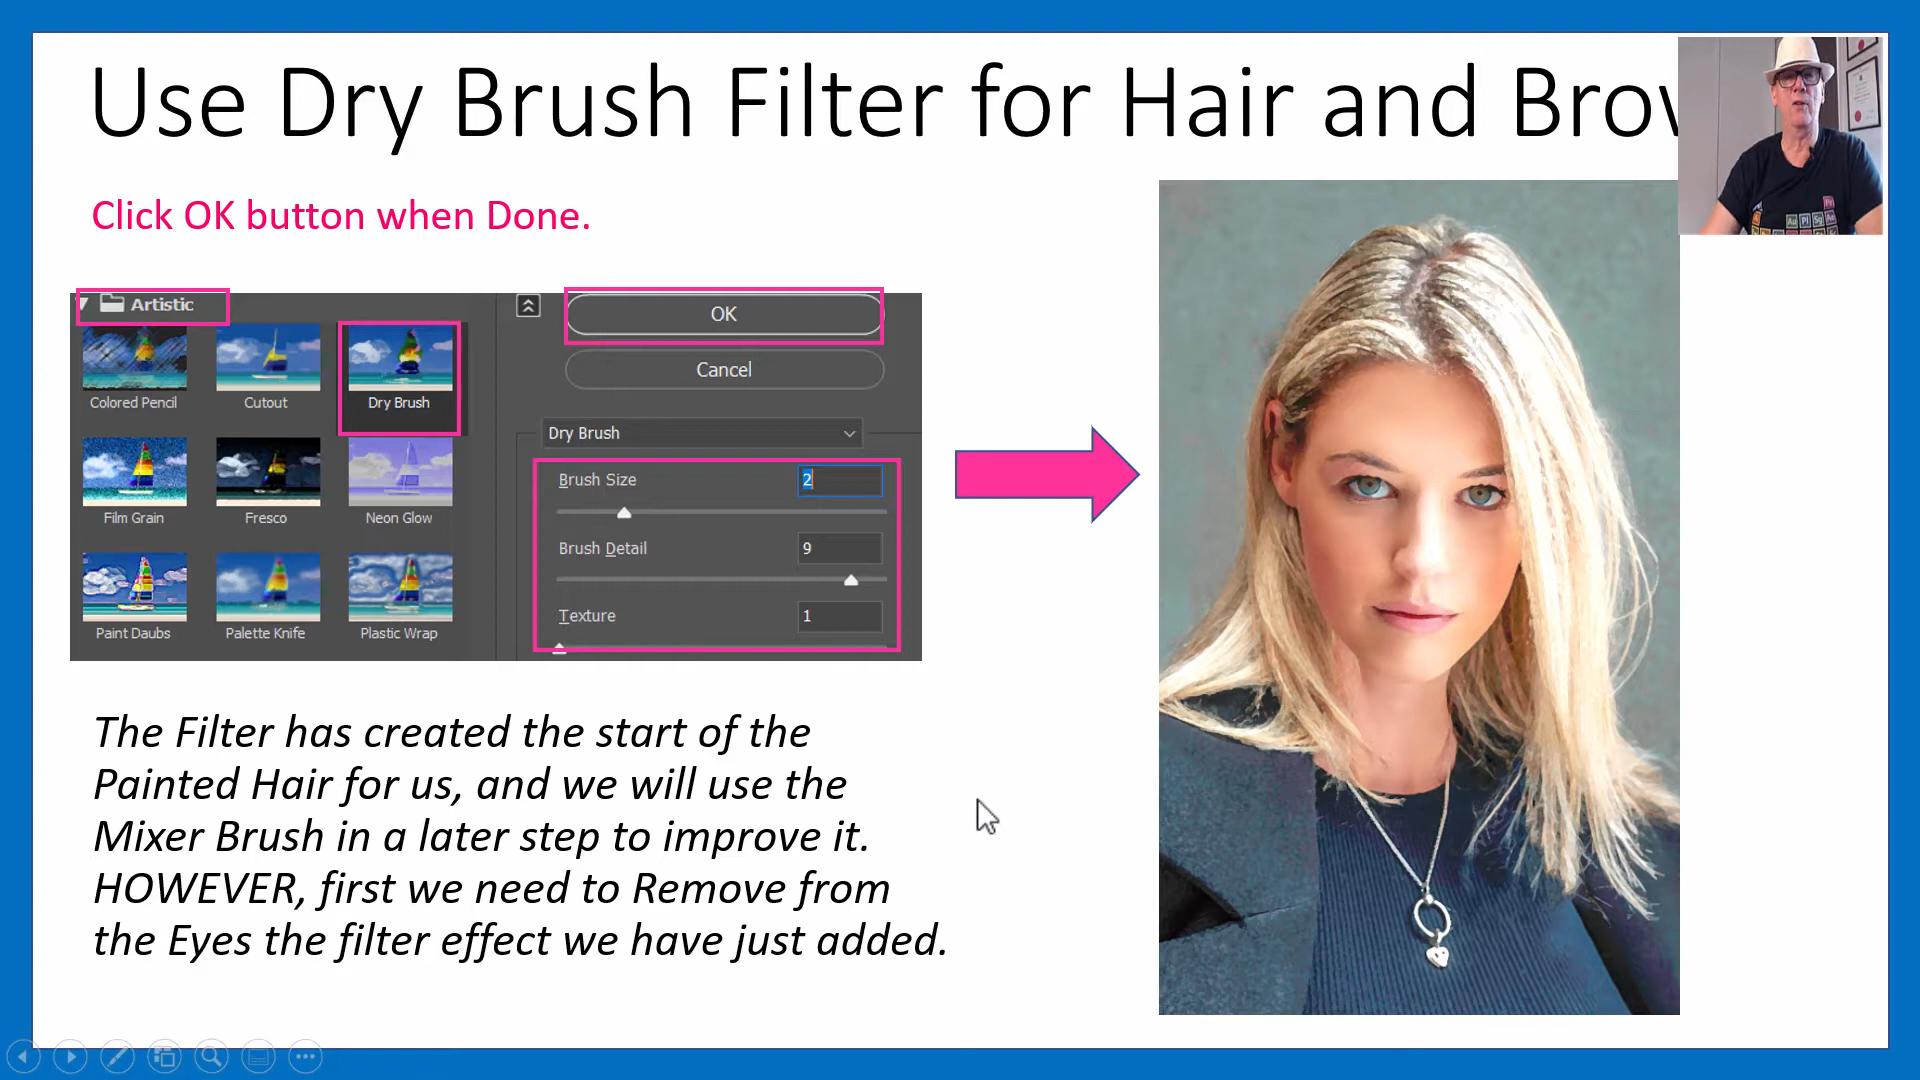 Use Dry Brush Filter for Hair and Brow
Click OK button when Done.
Artistic
Colored Pencil
Cutout
Dry Brush
Film Grain
Fresco
Neon Glow
Paint Daubs
Palette Knife
Plastic Wrap
OK
Cancel
Dry Brush
Brush Size 2
Brush Detail 9
Texture 1
The Filter has created the start of the
Painted Hair for us, and we will use the
Mixer Brush in a later step to improve it.
HOWEVER, first we need to Remove from
the Eyes the filter effect we have just added.